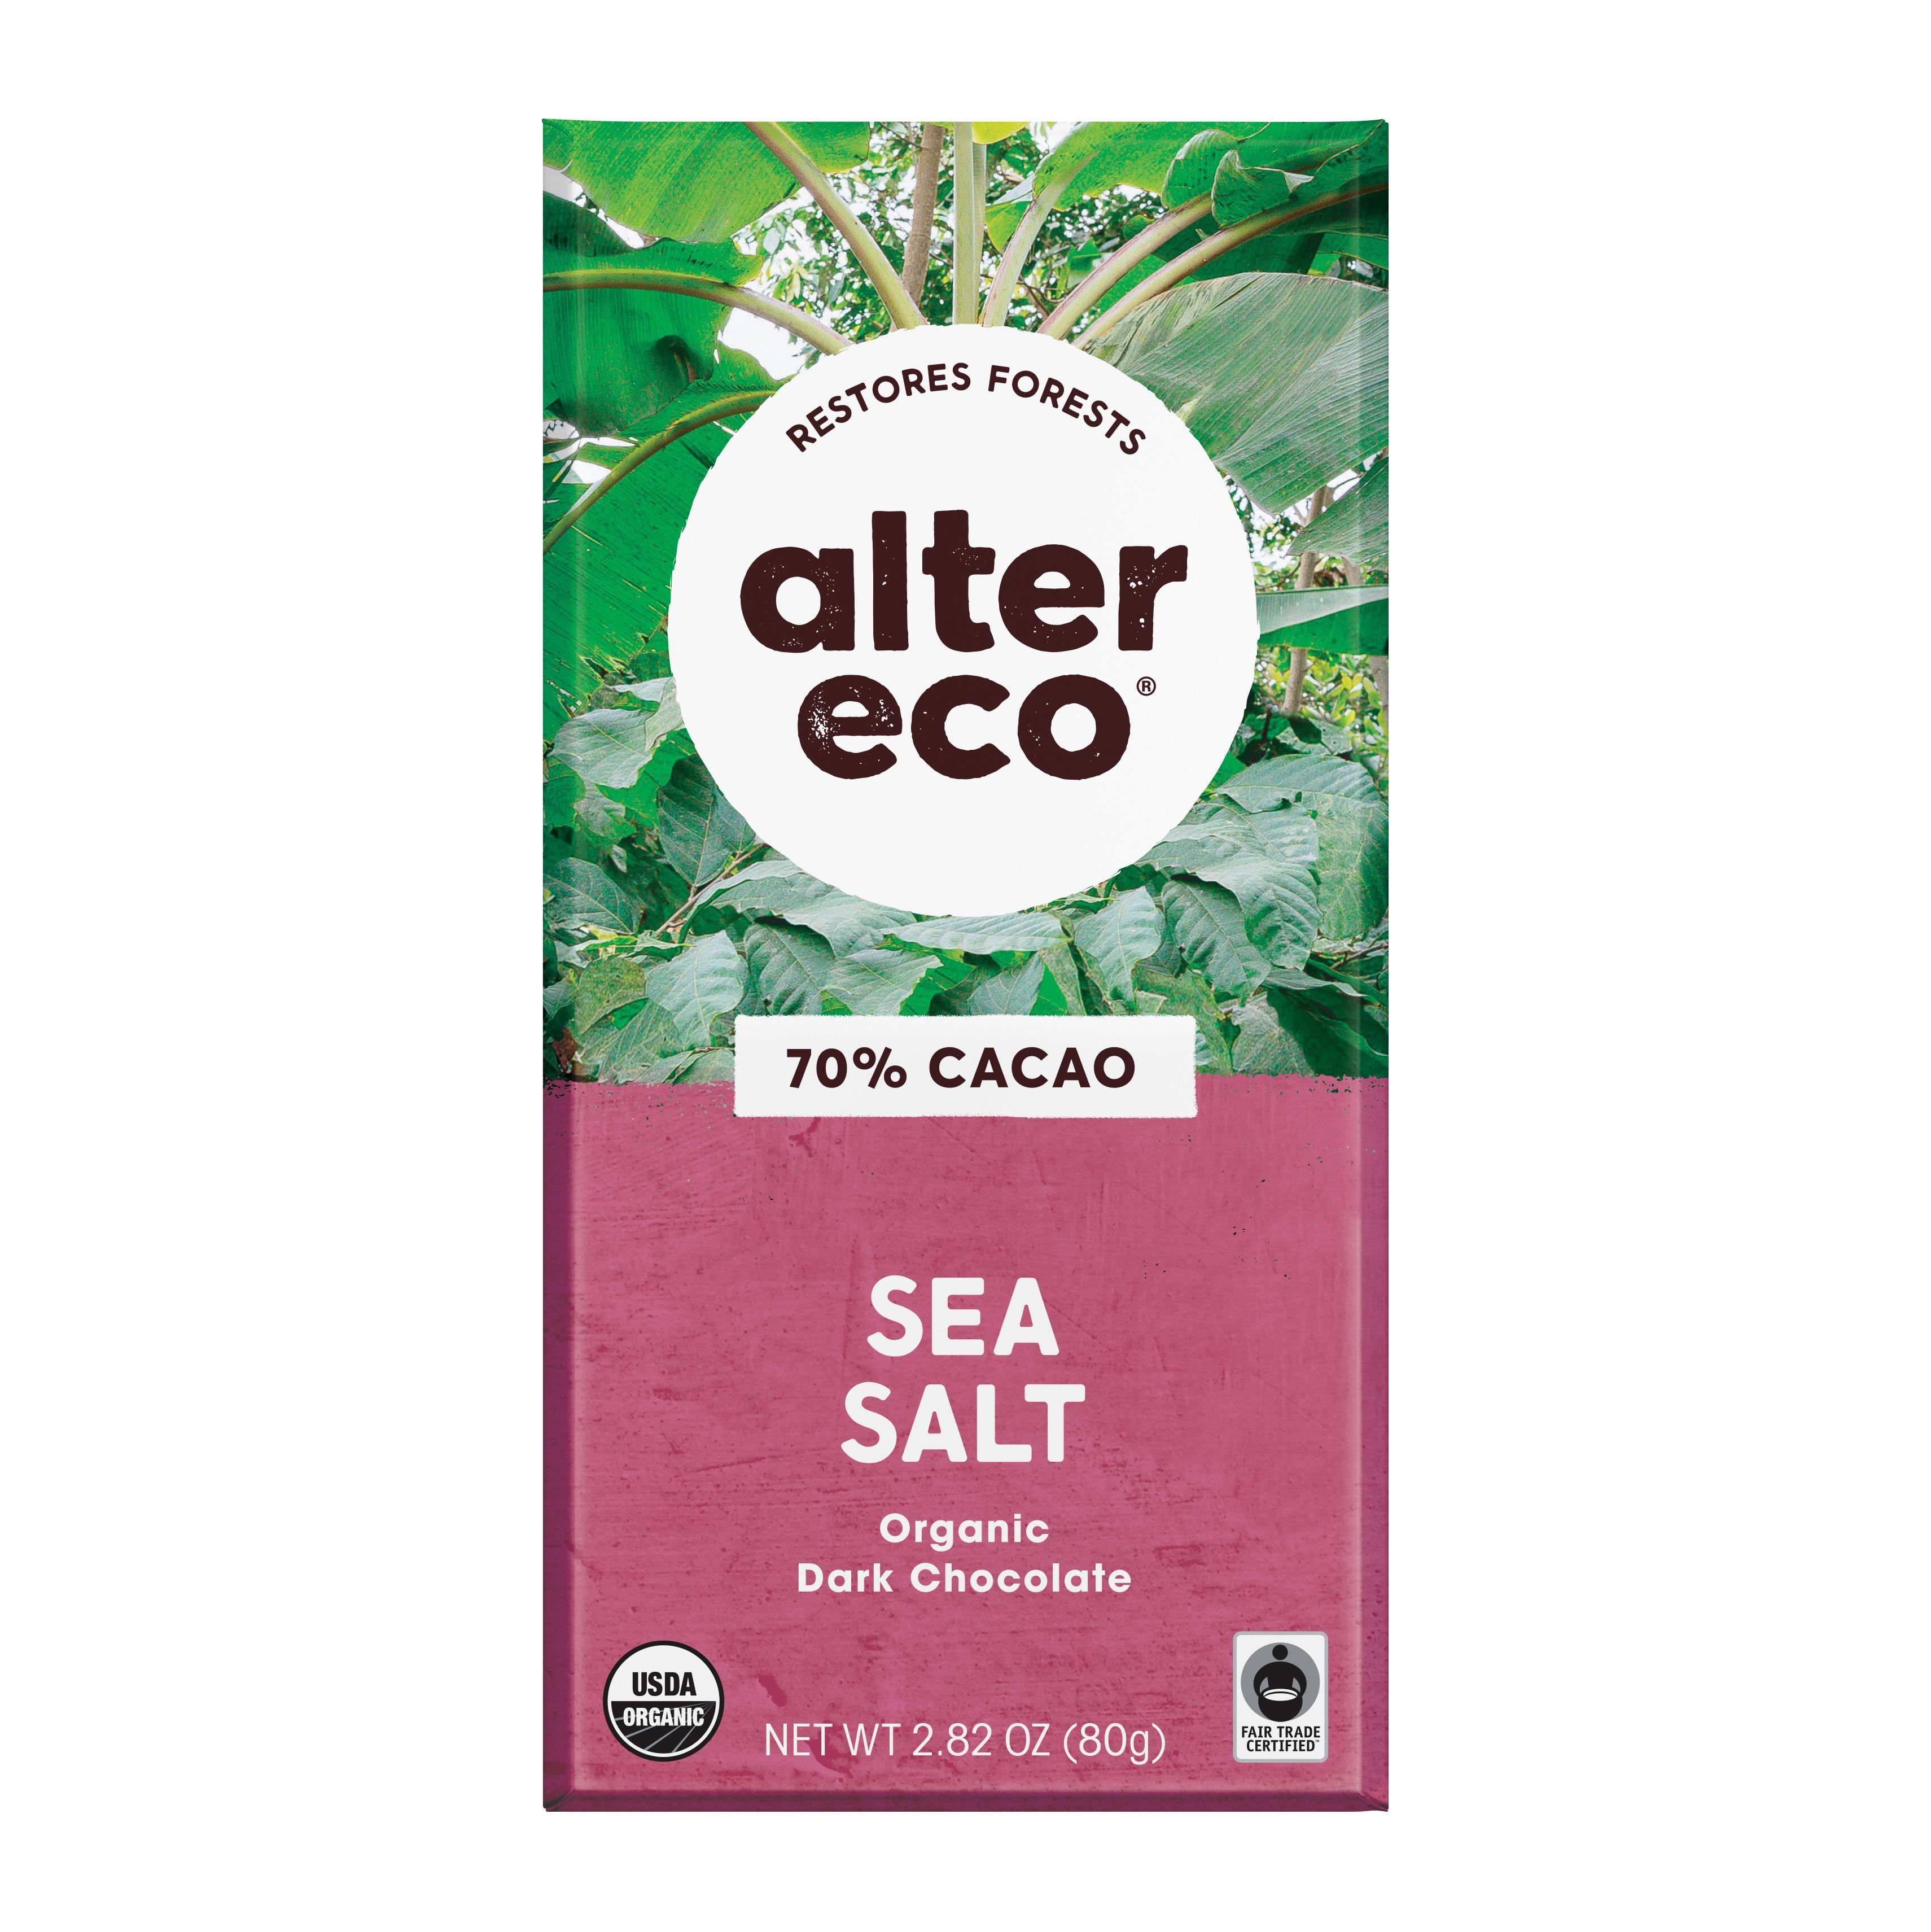 RESTORES FORESTS
alter
eco®
70% CACAO
SEA
SALT
Organic
Dark Chocolate
USDA
ORGANIC
NET WT 2.82 OZ (80g)
FAIR TRADE
CERTIFIED™